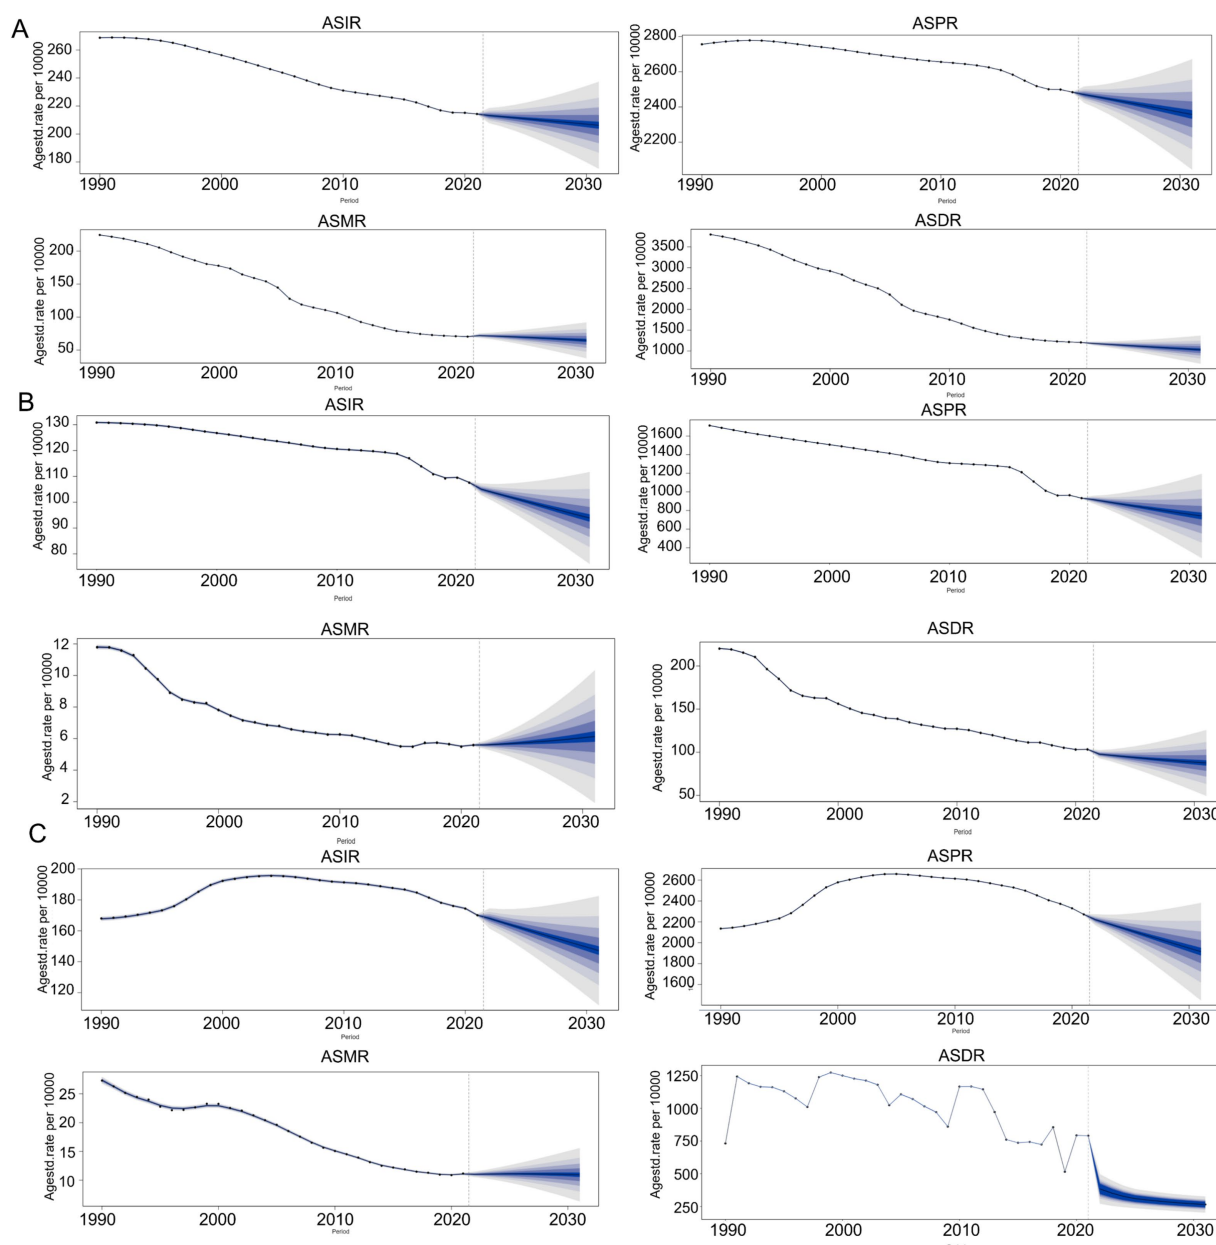 A
ASIR
Agestd.rate per 10000
260
240
220
200
180
1990 2000 2010 2020 2030
Period
ASPR
Agestd.rate per 10000
2800
2600
2400
2200
1990 2000 2010 2020 2030
Period
ASMR
Agestd.rate per 10000
200
150
100
50
1990 2000 2010 2020 2030
Period
ASDR
Agestd.rate per 10000
3500
3000
2500
2000
1500
1000
1990 2000 2010 2020 2030
Period
B
ASIR
Agestd.rate per 10000
130
120
110
100
90
80
1990 2000 2010 2020 2030
Period
ASPR
Agestd.rate per 10000
1600
1400
1200
1000
800
600
400
1990 2000 2010 2020 2030
Period
ASMR
Agestd.rate per 10000
12
10
8
6
4
2
1990 2000 2010 2020 2030
Period
ASDR
Agestd.rate per 10000
200
150
100
50
1990 2000 2010 2020 2030
Period
C
ASIR
Agestd.rate per 10000
200
180
160
140
120
1990 2000 2010 2020 2030
Period
ASPR
Agestd.rate per 10000
2600
2400
2200
2000
1800
1600
1990 2000 2010 2020 2030
Period
ASMR
Agestd.rate per 10000
25
20
15
10
1990 2000 2010 2020 2030
Period
ASDR
Agestd.rate per 10000
1250
1000
750
500
250
1990 2000 2010 2020 2030